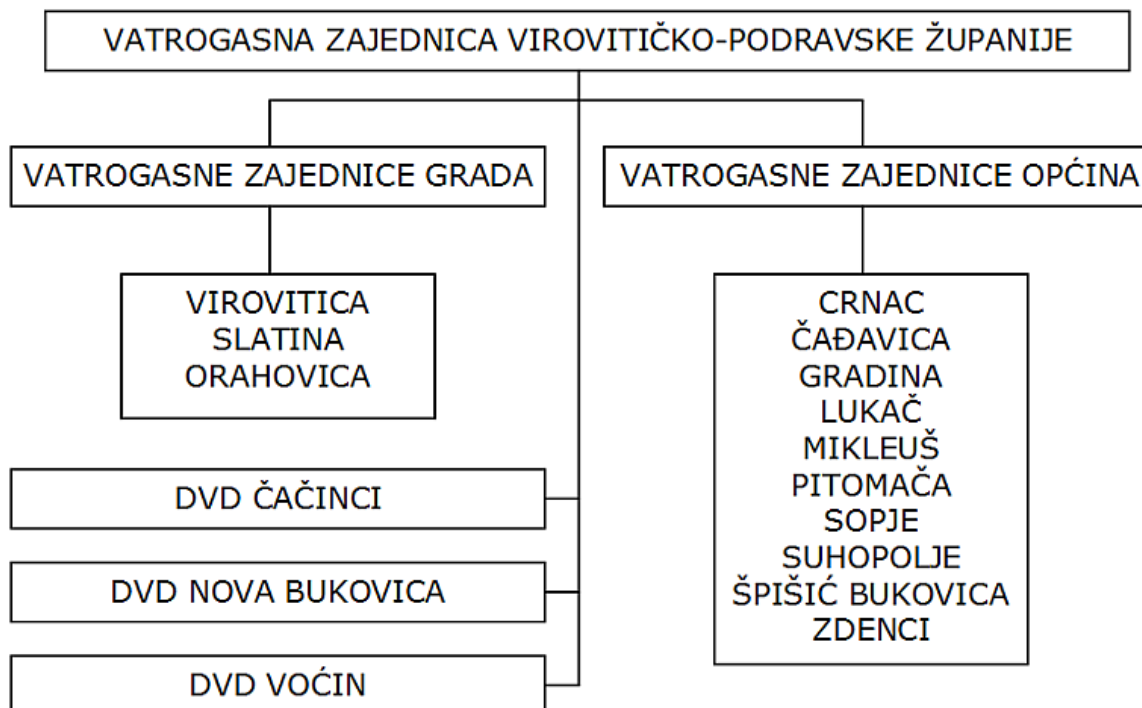 VATROGASNA ZAJEDNICA VIROVITIČKO-PODRAVSKE ŽUPANIJE
VATROGASNE ZAJEDNICE GRADA
VATROGASNE ZAJEDNICE OPĆINA
VIROVITICA
SLATINA
ORAHOVICA
CRNAC
ČAĐAVICA
GRADINA
LUKAČ
MIKLEUŠ
PITOMAČA
SOPJE
SUHOPOLJE
ŠPIŠIĆ BUKOVICA
ZDENCI
DVD ČAČINCI
DVD NOVA BUKOVICA
DVD VOĆIN